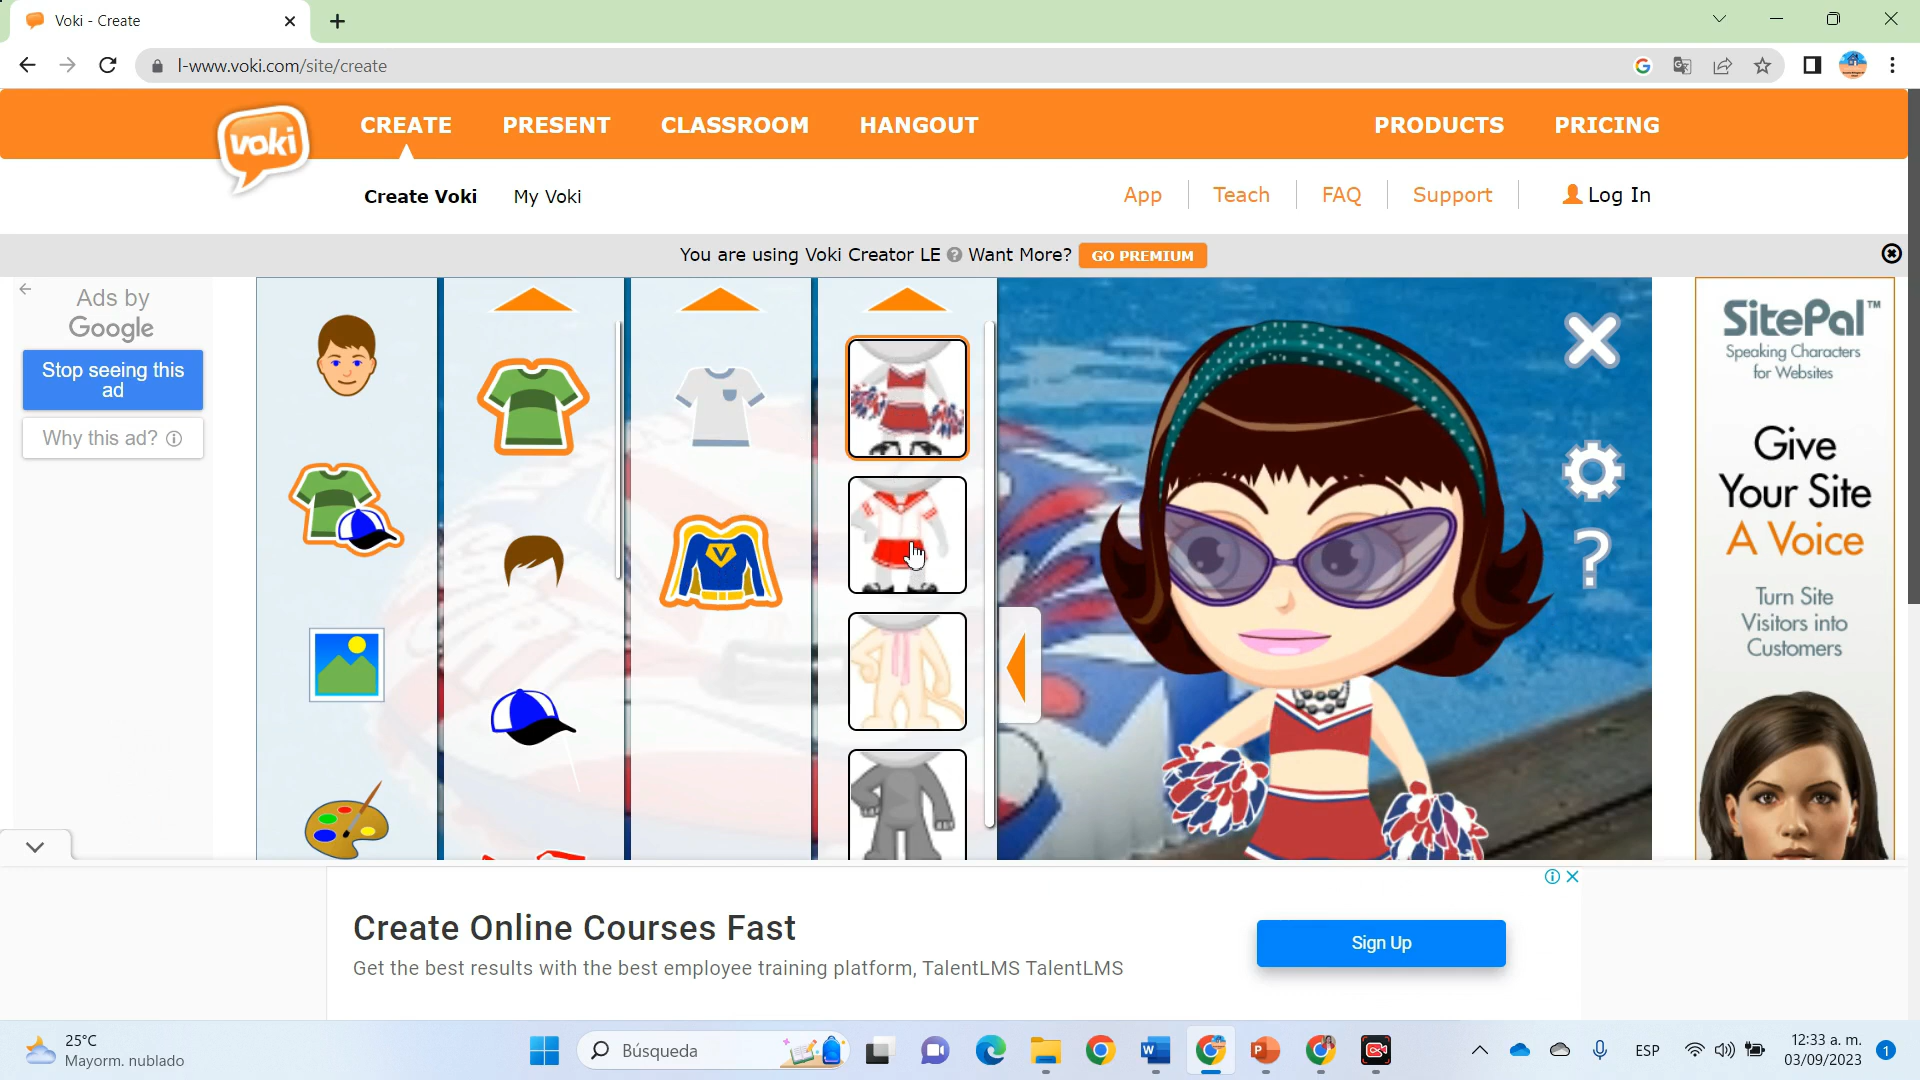 Voki - Create
l-www.voki.com/site/create
voki
CREATE
PRESENT
CLASSROOM
HANGOUT
PRODUCTS
PRICING
Create Voki
My Voki
App
Teach
FAQ
Support
Log In
You are using Voki Creator LE ? Want More?
GO PREMIUM
Ads by
Google
Stop seeing this
ad
Why this ad?
V
?
SitePal™
Speaking Characters
for Websites
Give
Your Site
A Voice
Turn Site
Visitors into
Customers
Create Online Courses Fast
Get the best results with the best employee training platform, TalentLMS TalentLMS
Sign Up
25°C
Mayorm. nublado
Búsqueda
W
P
ESP
12:33 a. m.
03/09/2023
1